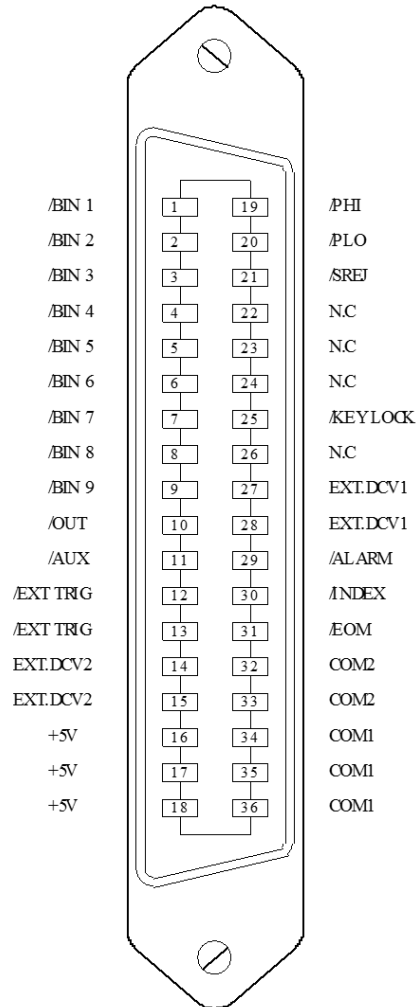 /BIN 1 1 19 /PHI
/BIN 2 2 20 /PLO
/BIN 3 3 21 /SREJ
/BIN 4 4 22 N.C
/BIN 5 5 23 N.C
/BIN 6 6 24 N.C
/BIN 7 7 25 /KEY LOCK
/BIN 8 8 26 N.C
/BIN 9 9 27 EXT.DCV1
/OUT 10 28 EXT.DCV1
/AUX 11 29 /ALARM
/EXT TRIG 12 30 /INDEX
/EXT TRIG 13 31 /EOM
EXT.DCV2 14 32 COM2
EXT.DCV2 15 33 COM2
+5V 16 34 COM1
+5V 17 35 COM1
+5V 18 36 COM1